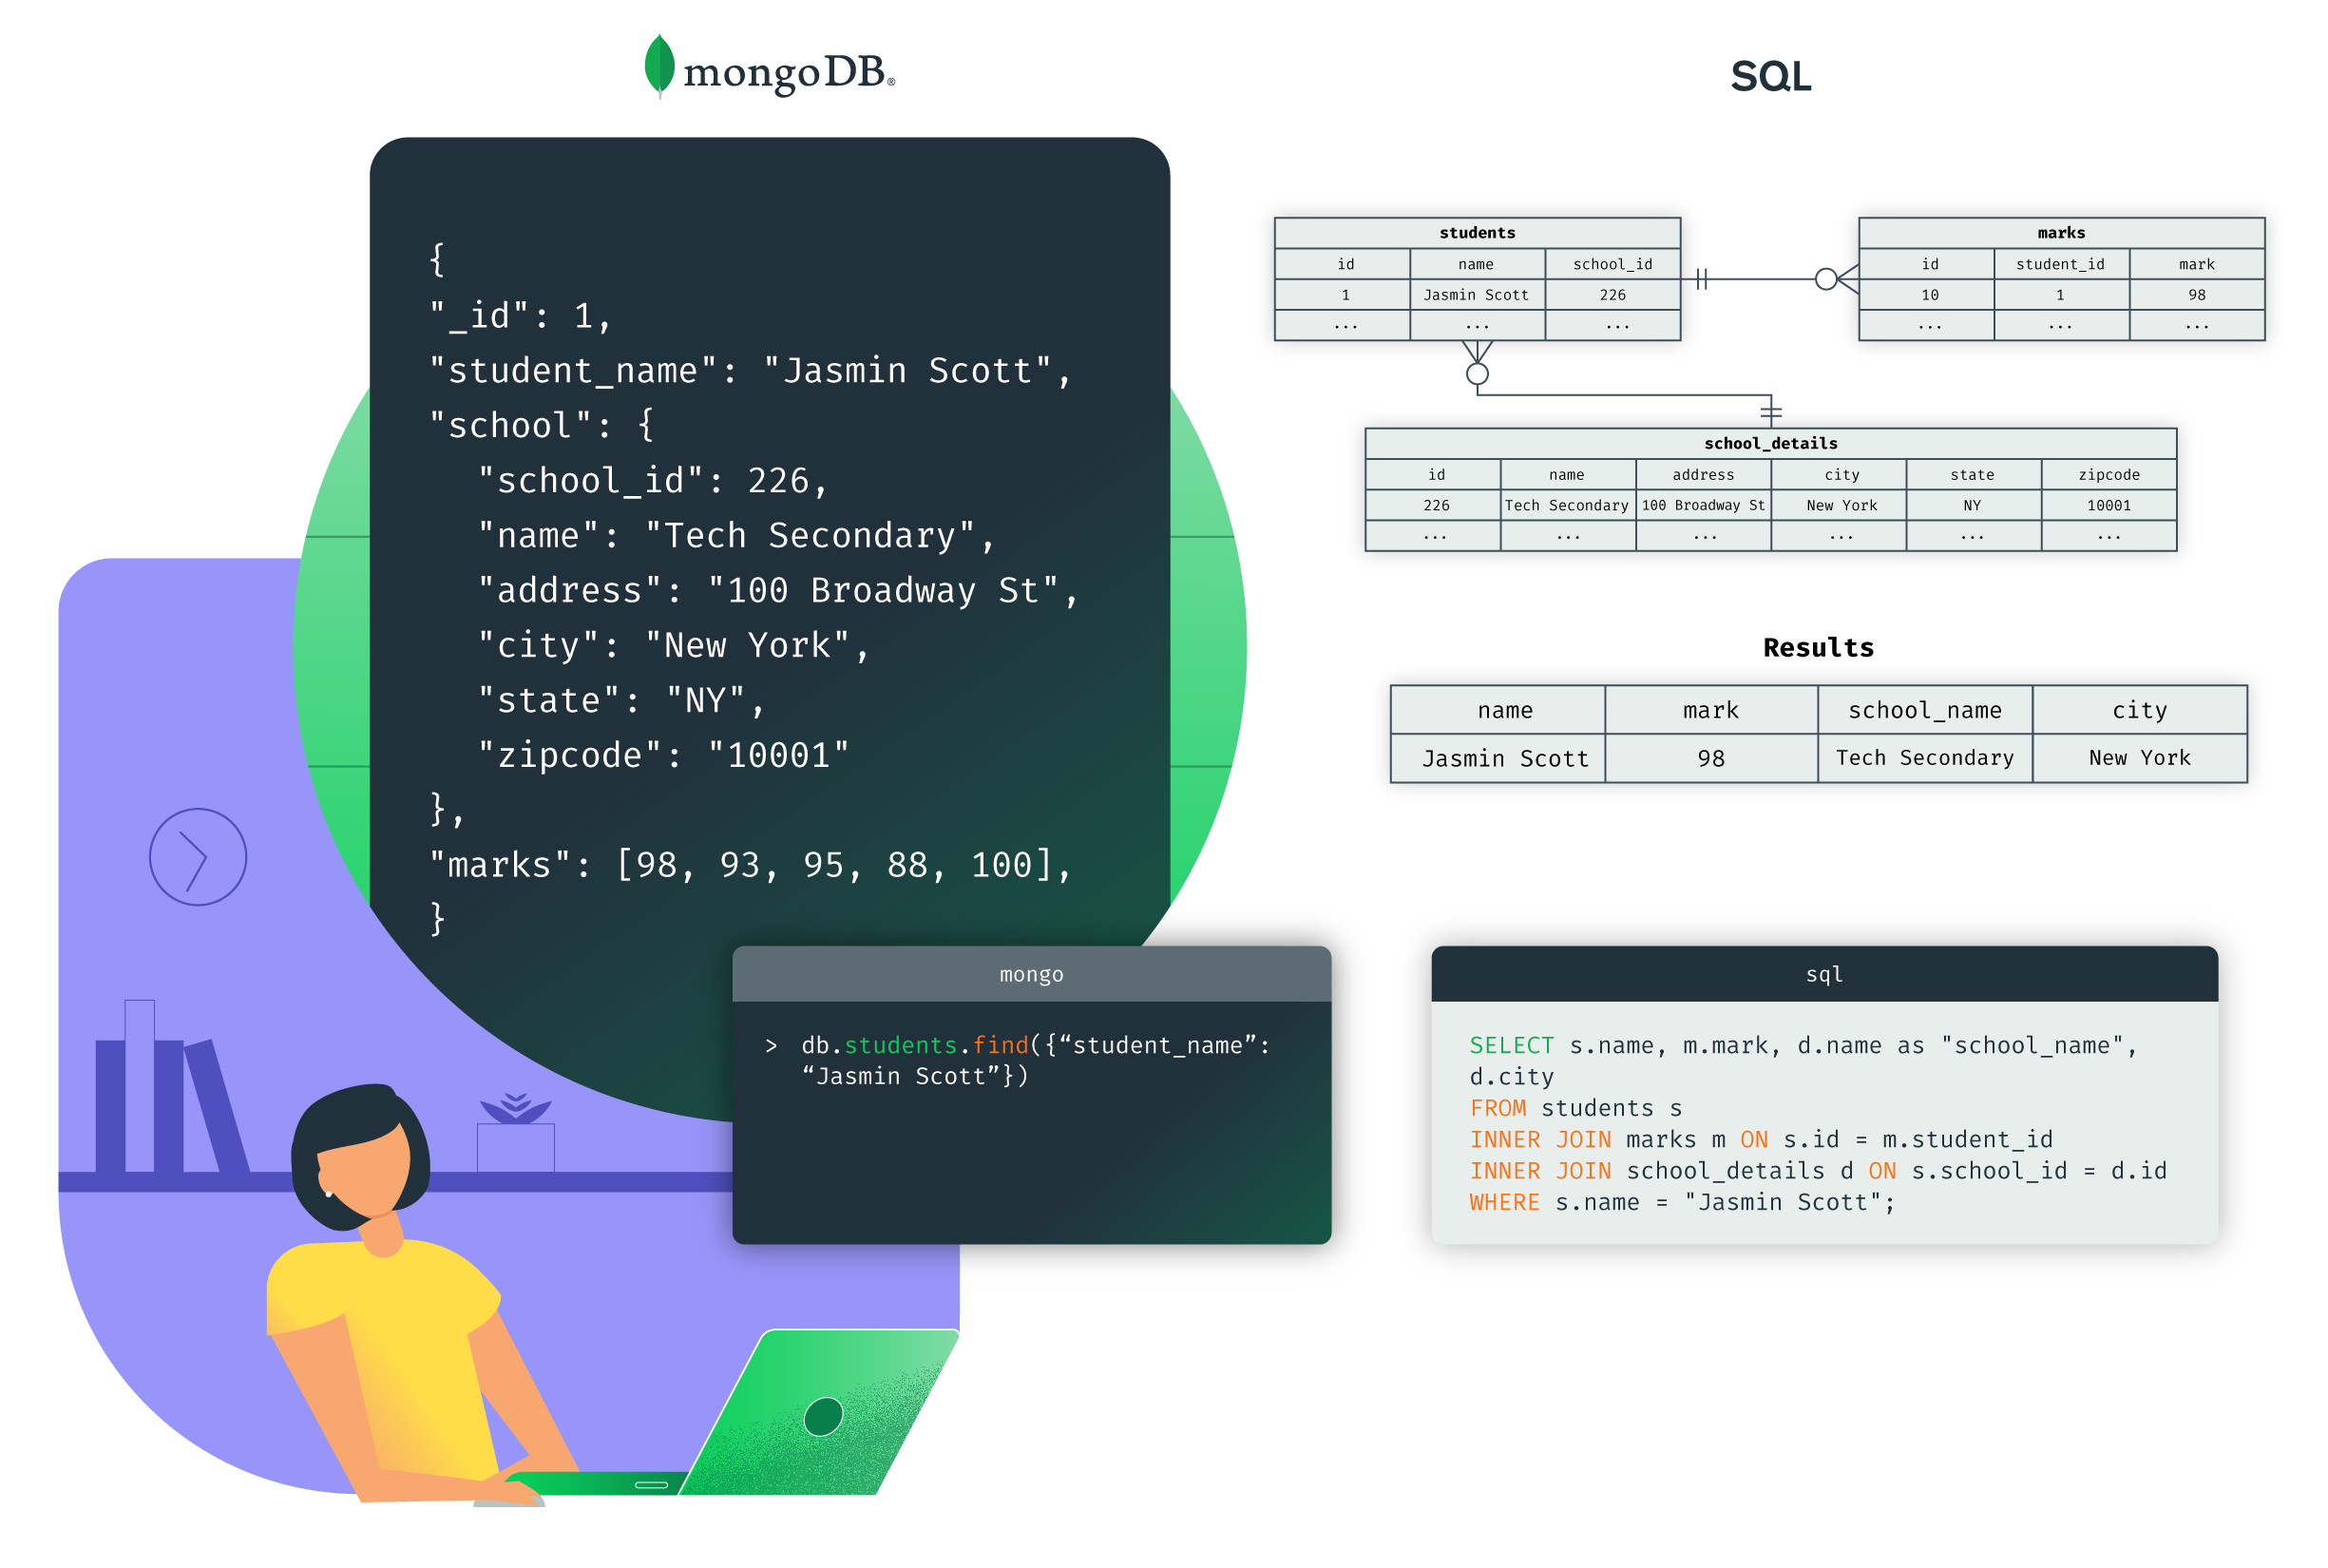 mongoDB®
{
"_id": 1,
"student_name": "Jasmin Scott",
"school": {
"school_id": 226,
"name": "Tech Secondary",
"address": "100 Broadway St",
"city": "New York",
"state": "NY",
"zipcode": "10001"
},
"marks": [98, 93, 95, 88, 100],
}
mongo
> db.students.find({“student_name”:
“Jasmin Scott”})
SQL
students
id name school_id
1 Jasmin Scott 226
... ... ...
marks
id student_id mark
10 1 98
... ... ...
school_details
id name address city state zipcode
226 Tech Secondary 100 Broadway St New York NY 10001
... ... ... ... ... ...
Results
name mark school_name city
Jasmin Scott 98 Tech Secondary New York
sql
SELECT s.name, m.mark, d.name as "school_name",
d.city
FROM students s
INNER JOIN marks m ON s.id = m.student_id
INNER JOIN school_details d ON s.school_id = d.id
WHERE s.name = "Jasmin Scott";